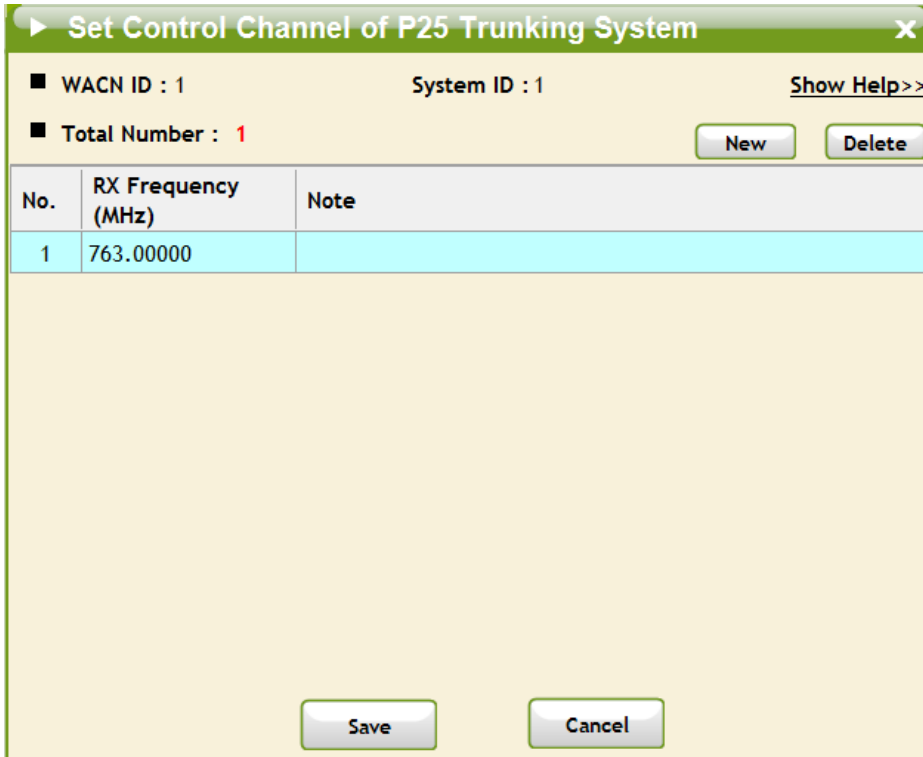 Set Control Channel of P25 Trunking System X
WACN ID : 1 System ID : 1 Show Help>>
Total Number : 1 New Delete
No. RX Frequency (MHz) Note
1 763.00000
Save Cancel